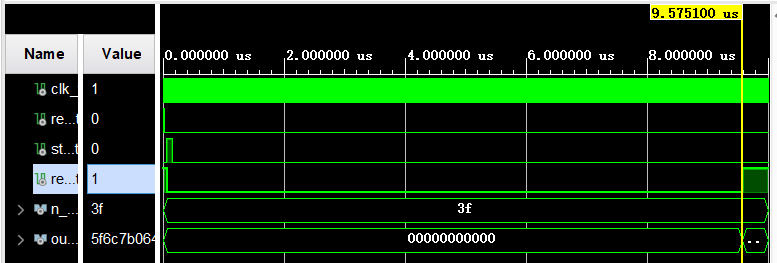 9.575100 us
Name Value
0.000000 us 2.000000 us 4.000000 us 6.000000 us 8.000000 us
clk_ 1
re...t 0
st...t 0
re...t 1
n_... 3f 3f
ou... 5f6c7b064 00000000000 ..